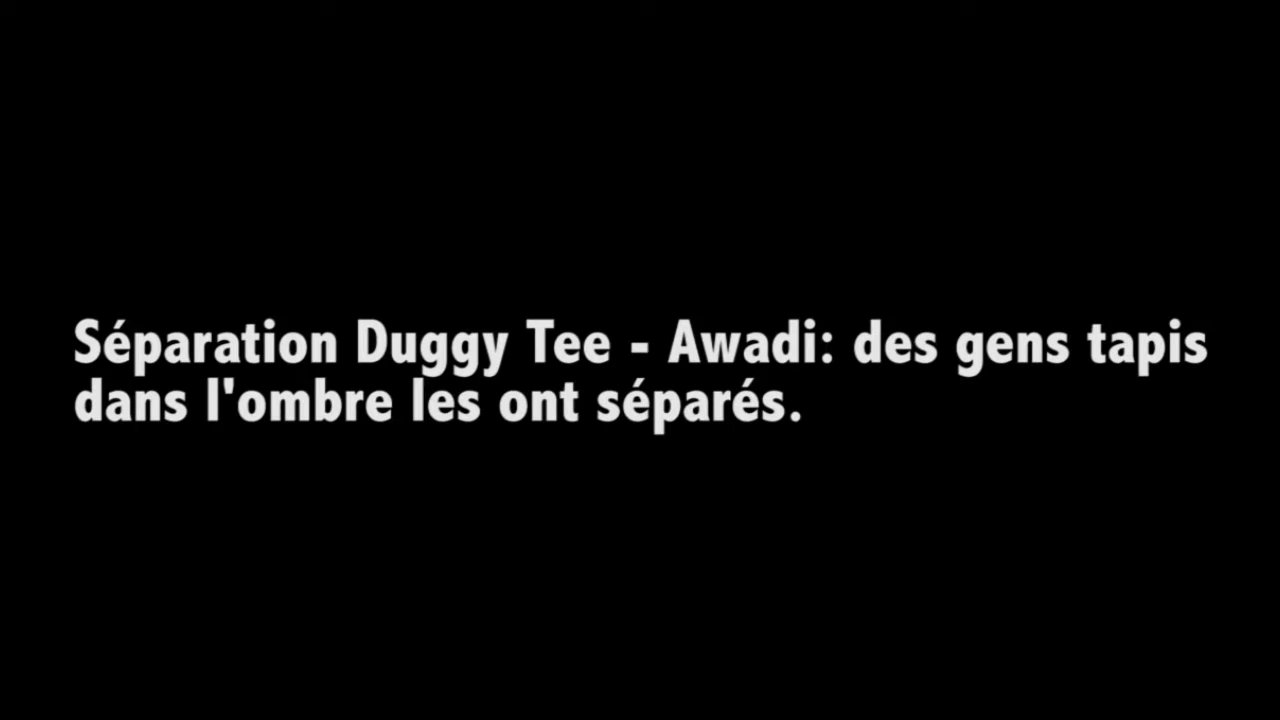 Séparation Duggy Tee - Awadi: des gens tapis
dans l'ombre les ont séparés.